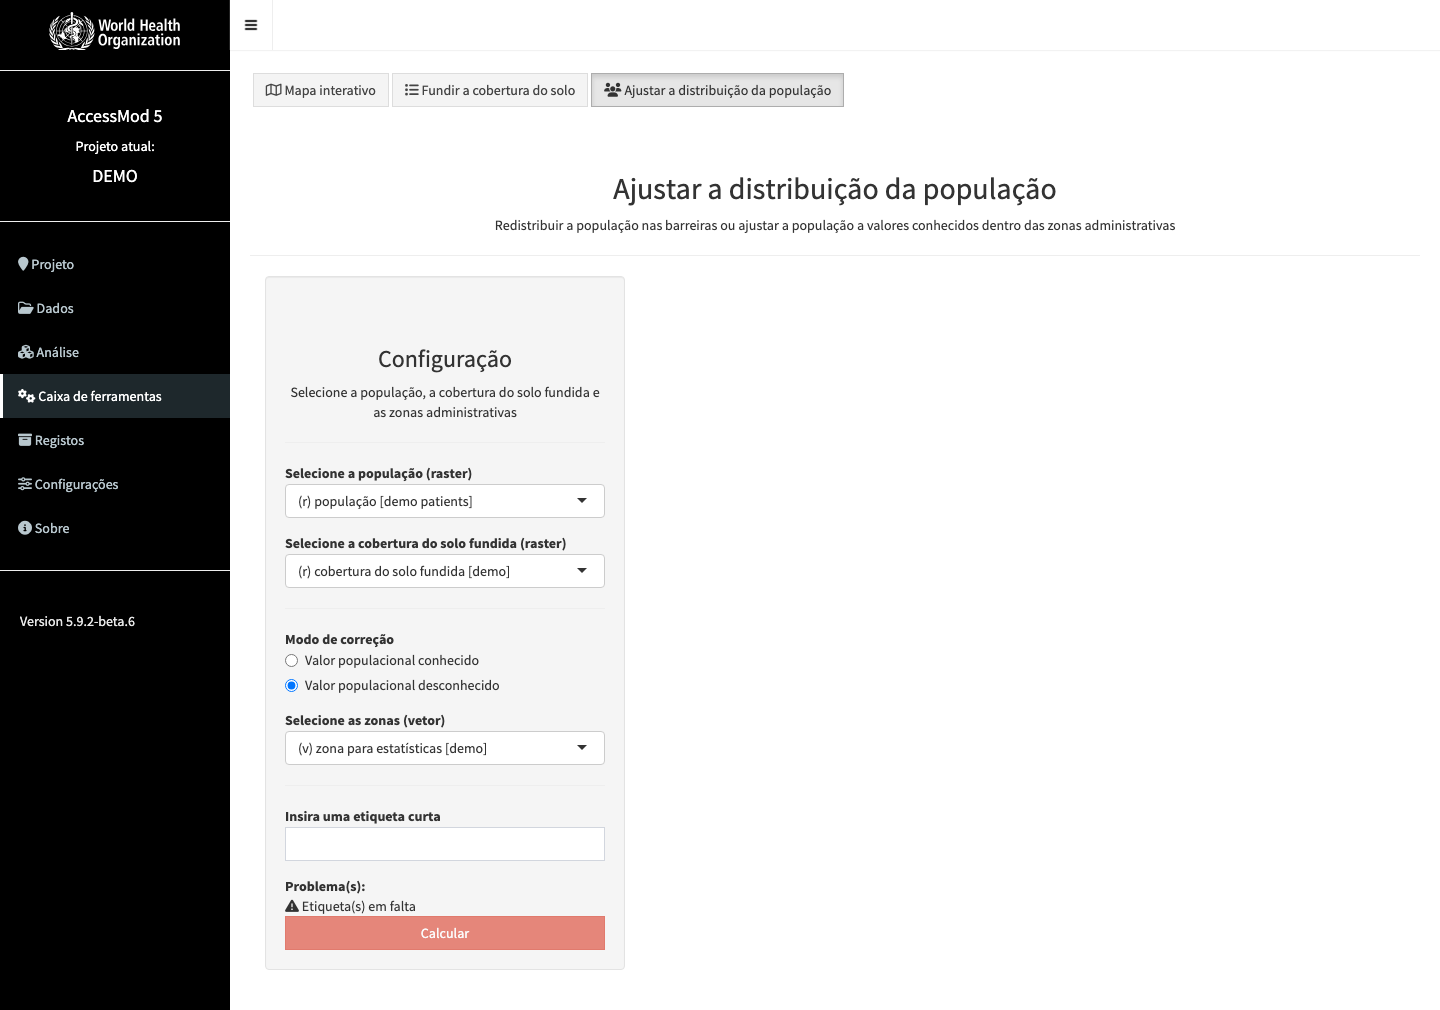 World Health
Organization
AccessMod 5
Projeto atual:
DEMO
Projeto
Dados
Análise
Caixa de ferramentas
Registos
Configurações
Sobre
Version 5.9.2-beta.6
Mapa interativo
Fundir a cobertura do solo
Ajustar a distribuição da população
Ajustar a distribuição da população
Redistribuir a população nas barreiras ou ajustar a população a valores conhecidos dentro das zonas administrativas
Configuração
Selecione a população, a cobertura do solo fundida e
as zonas administrativas
Selecione a população (raster)
(r) população [demo patients]
Selecione a cobertura do solo fundida (raster)
(r) cobertura do solo fundida [demo]
Modo de correção
Valor populacional conhecido
Valor populacional desconhecido
Selecione as zonas (vetor)
(v) zona para estatísticas [demo]
Insira uma etiqueta curta
Problema(s):
Etiqueta(s) em falta
Calcular